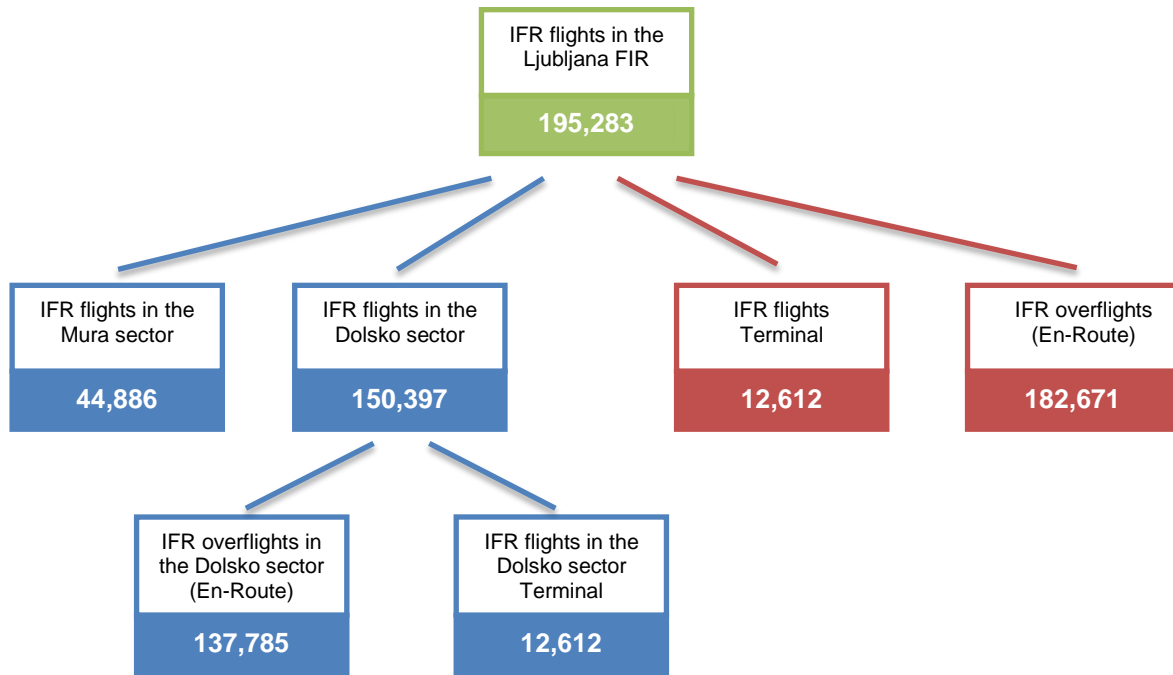 IFR flights in the
Ljubljana FIR
195,283
IFR flights in the
Mura sector
44,886
IFR flights in the
Dolsko sector
150,397
IFR flights
Terminal
12,612
IFR overflights
(En-Route)
182,671
IFR overflights in
the Dolsko sector
(En-Route)
137,785
IFR flights in the
Dolsko sector
Terminal
12,612